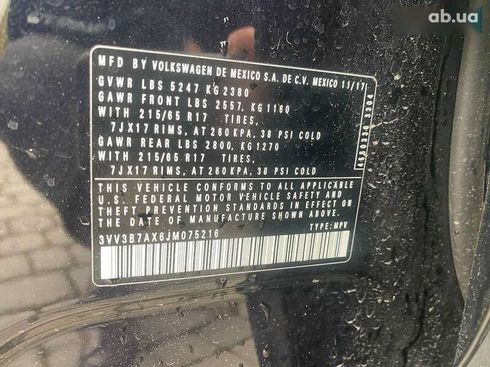 ab.ua
MFD BY VOLKSWAGEN DE MEXICO S.A. DE C.V. MEXICO 11/17
GVWR LBS 5247 KG 2380
GAWR FRONT LBS 2557, KG 1160
WITH 215/65 R17 TIRES,
7JX17 RIMS, AT 260 KPA, 38 PSI COLD
GAWR REAR LBS 2800, KG 1270
WITH 215/65 R17 TIRES,
7JX17 RIMS, AT 260 KPA, 38 PSI COLD
THIS VEHICLE CONFORMS TO ALL APPLICABLE
U.S. FEDERAL MOTOR VEHICLE SAFETY AND
THEFT PREVENTION STANDARDS IN EFFECT ON
THE DATE OF MANUFACTURE SHOWN ABOVE.
3VV3B7AX6JM075216 TYPE: MPV
3304